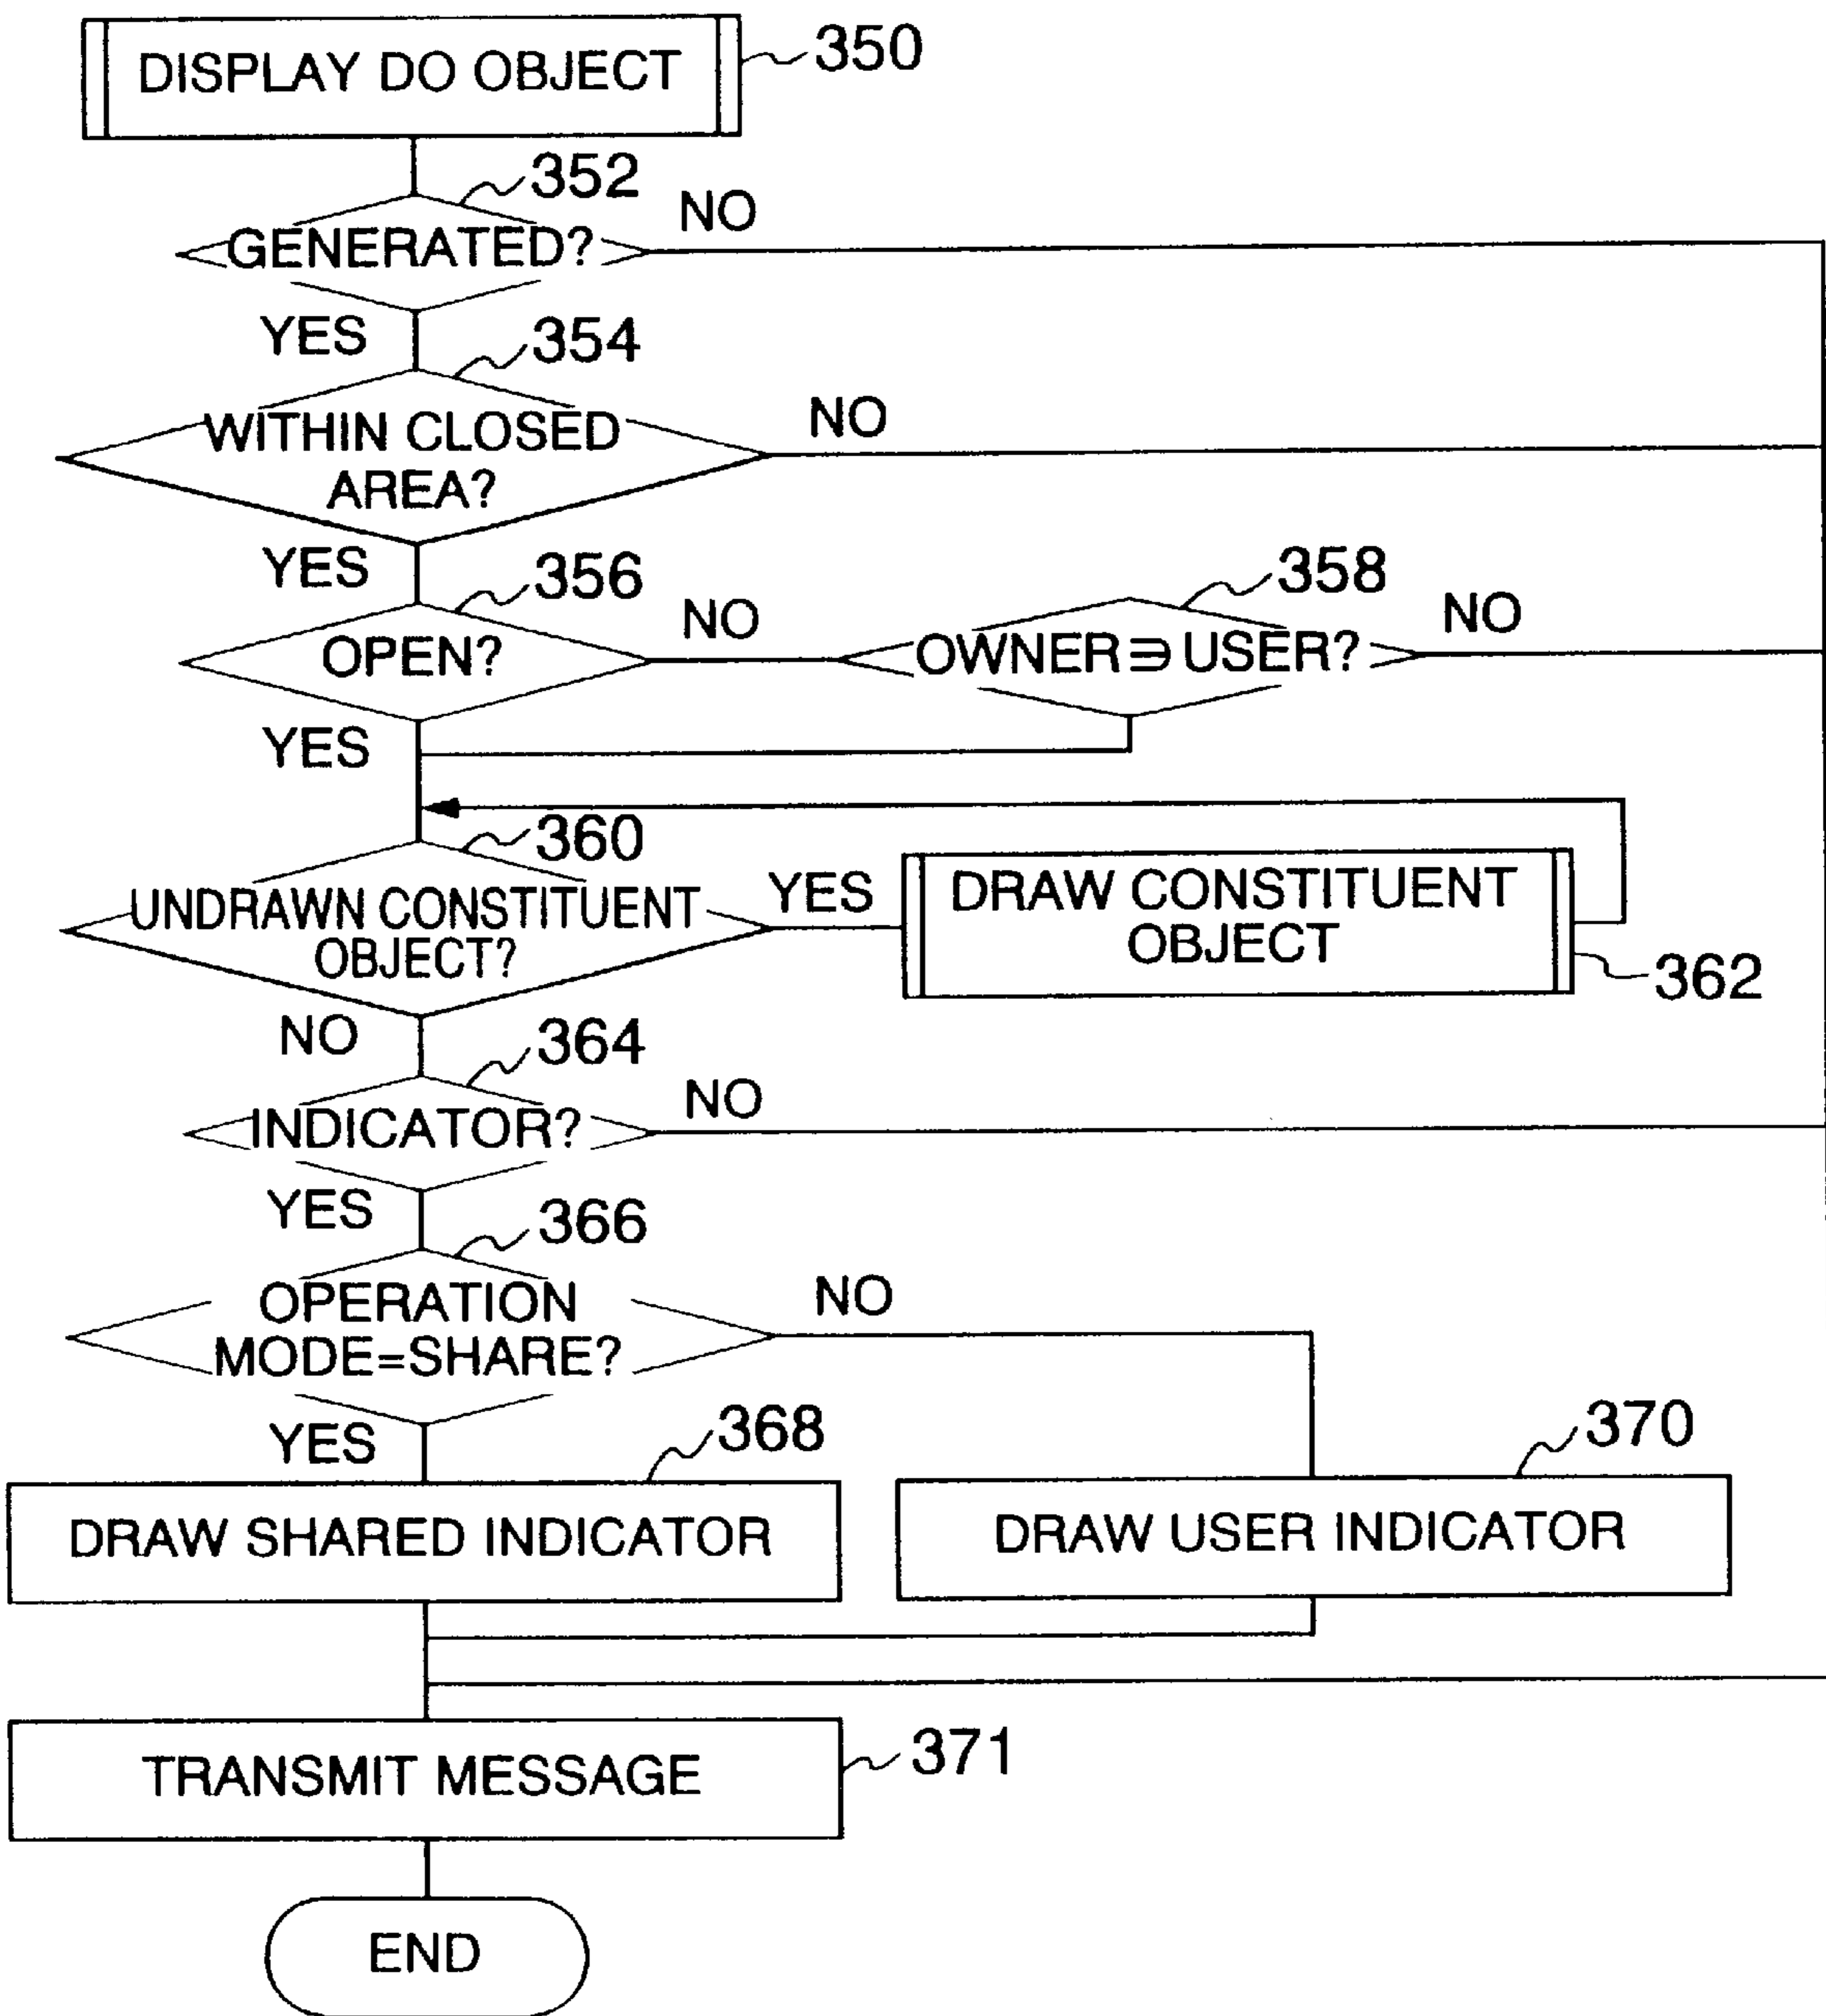 DISPLAY DO OBJECT
350
352
GENERATED?
NO
YES
354
WITHIN CLOSED
AREA?
NO
YES
356
OPEN?
NO
358
OWNER∋USER?
NO
YES
360
UNDRAWN CONSTITUENT
OBJECT?
YES
DRAW CONSTITUENT
OBJECT
362
NO
364
INDICATOR?
NO
YES
366
OPERATION
MODE=SHARE?
NO
YES
368
DRAW SHARED INDICATOR
370
DRAW USER INDICATOR
TRANSMIT MESSAGE
371
END